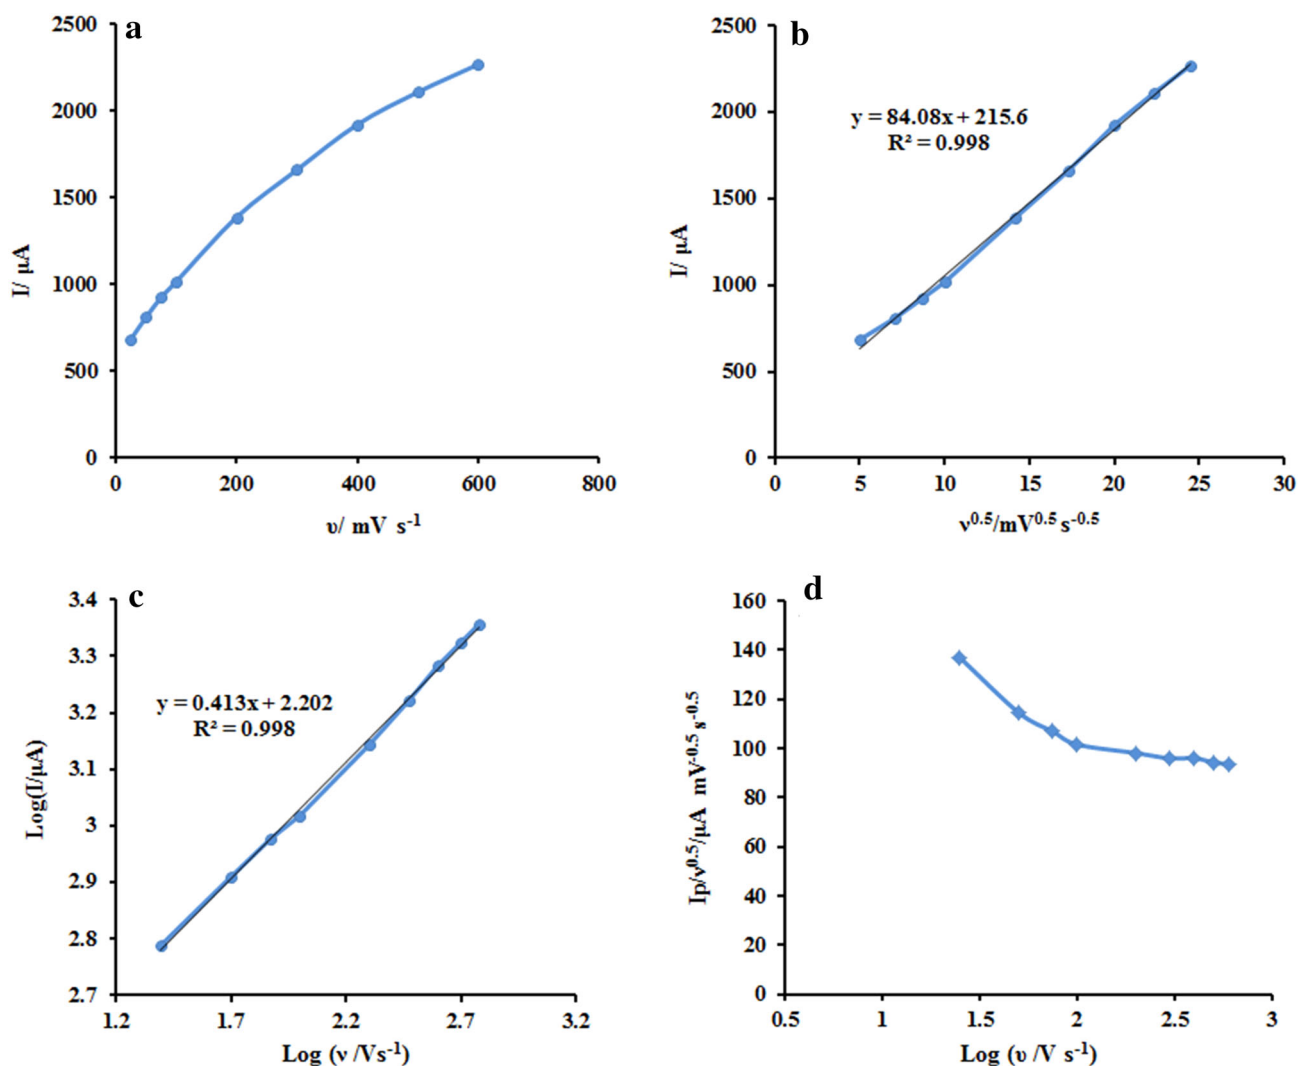 a
2500
2000
1500
1000
500
0
I/ μA
0 200 400 600 800
υ/ mV s⁻¹
b
2500
2000
1500
1000
500
0
I/ μA
y = 84.08x + 215.6
R² = 0.998
0 5 10 15 20 25 30
ν⁰·⁵/mV⁰·⁵ s⁻⁰·⁵
c
3.4
3.3
3.2
3.1
3
2.9
2.8
2.7
Log(I/μA)
y = 0.413x + 2.202
R² = 0.998
1.2 1.7 2.2 2.7 3.2
Log (ν /Vs⁻¹)
d
160
140
120
100
80
60
40
20
0
Ip/ν⁰·⁵/μA mV⁻⁰·⁵ s⁻⁰·⁵
0.5 1 1.5 2 2.5 3
Log (υ /V s⁻¹)